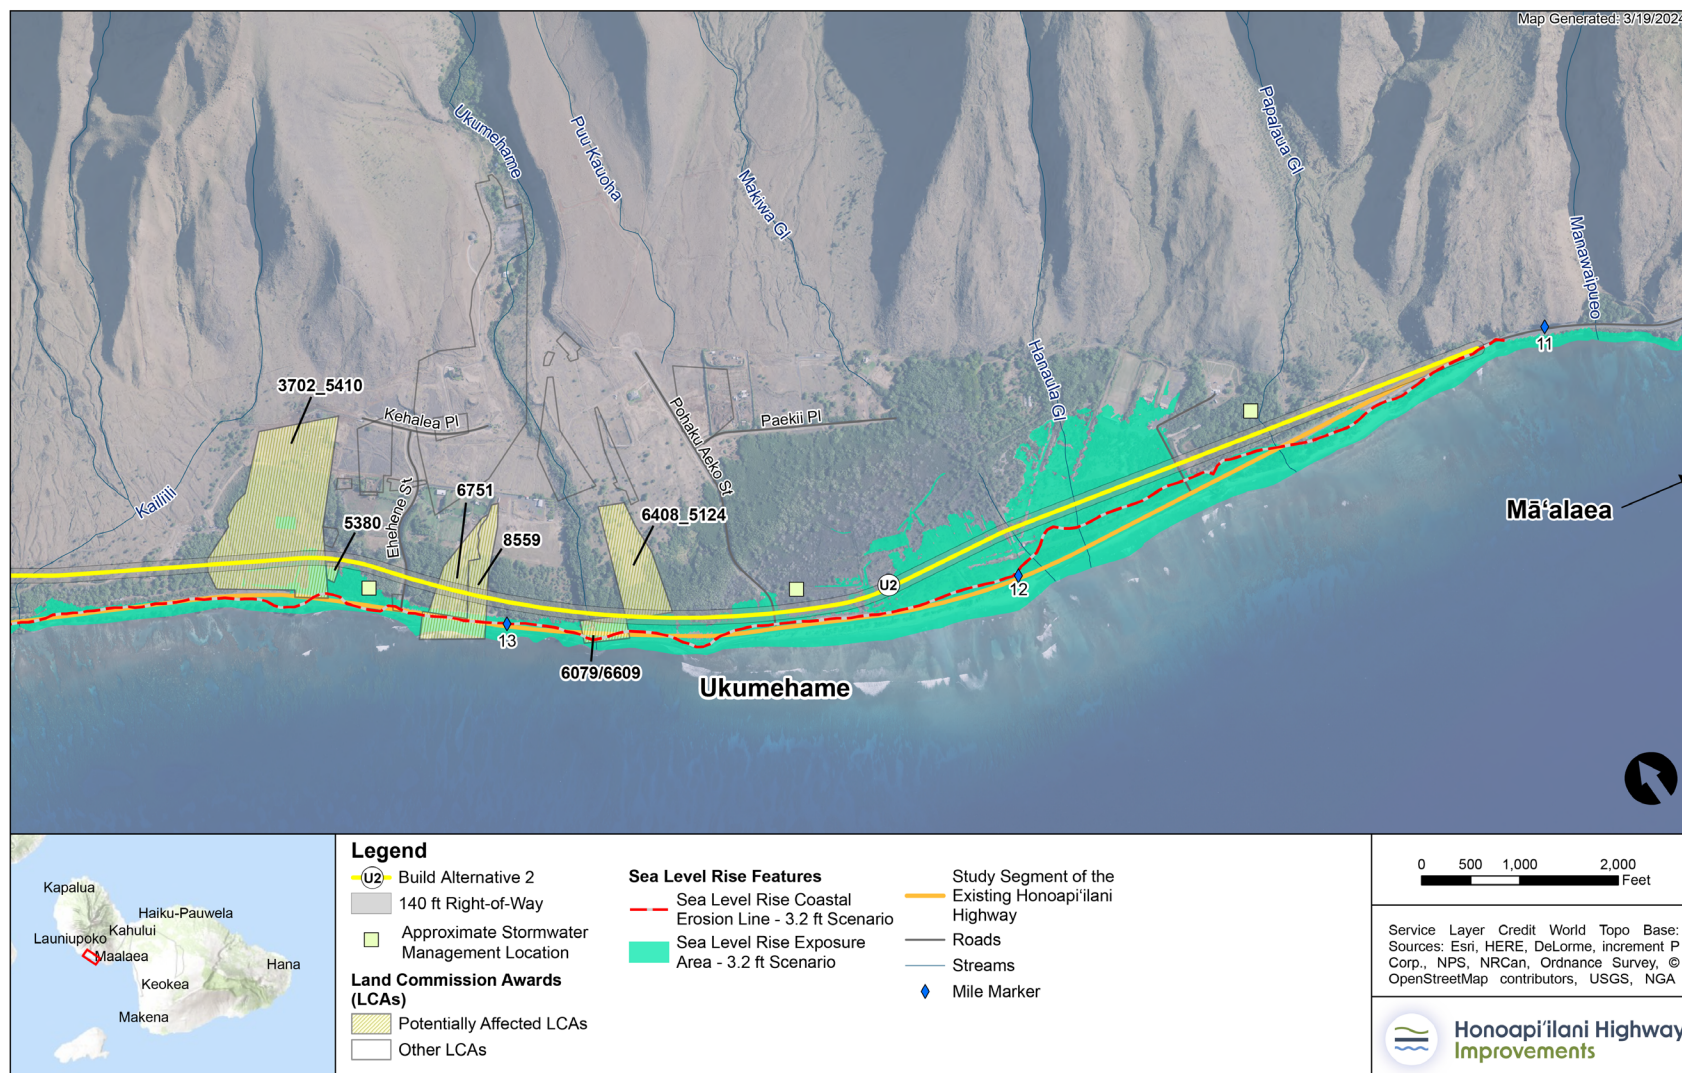 Map Generated: 3/19/2024
Ukumehame
Puu Kauoha
Makiwa Gl
Papalaua Gl
Manawaipueo
Hanaula Gl
11
3702_5410
Kehalea Pl
Pohaku Aeko St
Paekii Pl
Kailiili
Ehehene St
6751
5380
8559
6408_5124
Mā‘alaea
U2
12
13
6079/6609
Ukumehame
Kapalua
Haiku-Pauwela
Kahului
Launiupoko
Maalaea
Hana
Keokea
Makena
Legend
U2 Build Alternative 2
140 ft Right-of-Way
Approximate Stormwater
Management Location
Land Commission Awards
(LCAs)
Potentially Affected LCAs
Other LCAs
Sea Level Rise Features
Sea Level Rise Coastal
Erosion Line - 3.2 ft Scenario
Sea Level Rise Exposure
Area - 3.2 ft Scenario
Study Segment of the
Existing Honoapi‘ilani
Highway
Roads
Streams
Mile Marker
0 500 1,000 2,000
Feet
Service Layer Credit World Topo Base:
Sources: Esri, HERE, DeLorme, increment P
Corp., NPS, NRCan, Ordnance Survey, ©
OpenStreetMap contributors, USGS, NGA
Honoapi‘ilani Highway
Improvements